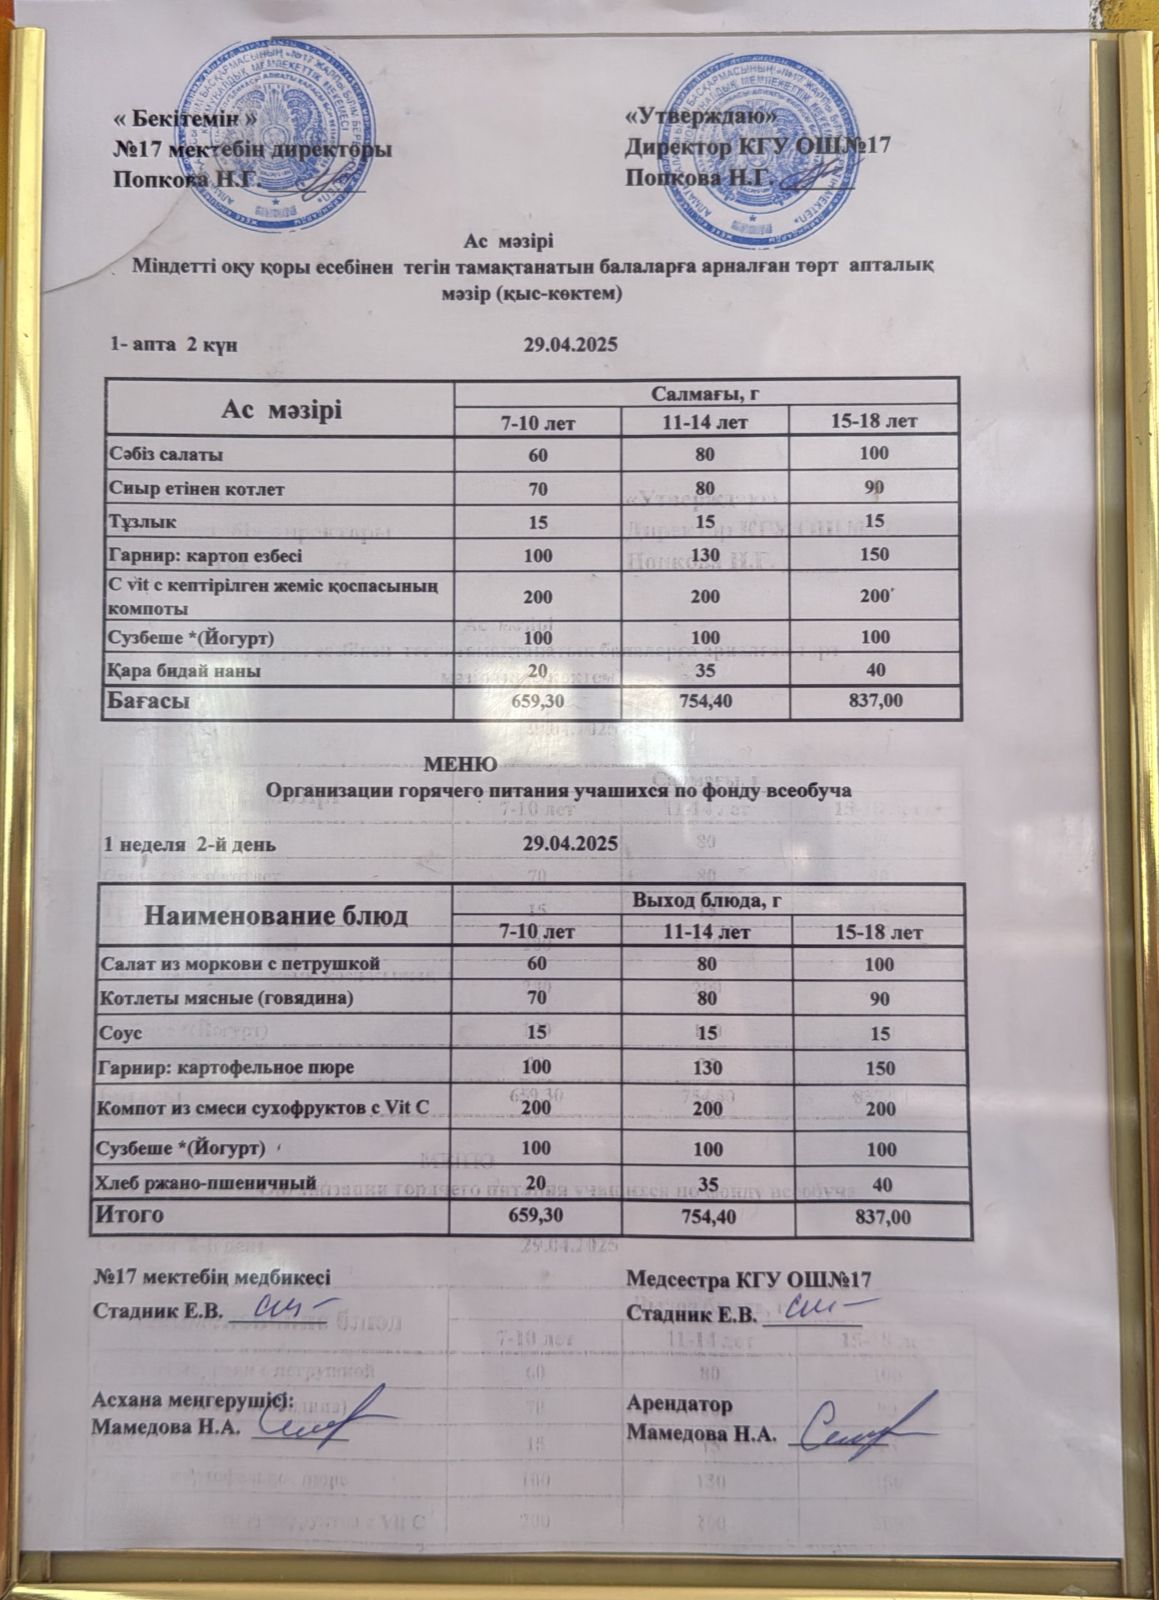 « Бекітемін »
№17 мектебін директоры
Попкова Н.Г.
«Утверждаю»
Директор КГУ ОШ№17
Попкова Н.Г.
Ас мәзірі
Міндетті оқу қоры есебінен тегін тамақтанатын балаларға арналған төрт апталық
мәзір (қыс-көктем)
1- апта 2 күн 29.04.2025
Ас мәзірі Салмағы, г
7-10 лет 11-14 лет 15-18 лет
Сәбіз салаты 60 80 100
Сиыр етінен котлет 70 80 90
Тұзлык 15 15 15
Гарнир: картоп езбесі 100 130 150
С vit с кептірілген жеміс қоспасының
компоты 200 200 200
Сузбеше *(Йогурт) 100 100 100
Қара бидай наны 20 35 40
Бағасы 659,30 754,40 837,00
МЕНЮ
Организации горячего питания учашихся по фонду всеобуча
1 неделя 2-й день 29.04.2025
Наименование блюд Выход блюда, г
7-10 лет 11-14 лет 15-18 лет
Салат из моркови с петрушкой 60 80 100
Котлеты мясные (говядина) 70 80 90
Соус 15 15 15
Гарнир: картофельное пюре 100 130 150
Компот из смеси сухофруктов с Vit C 200 200 200
Сузбеше *(Йогурт) 100 100 100
Хлеб ржано-пшеничный 20 35 40
Итого 659,30 754,40 837,00
№17 мектебің медбикесі
Стадник Е.В.
Медсестра КГУ ОШ№17
Стадник Е.В.
Асхана меңгерушісі:
Мамедова Н.А.
Арендатор
Мамедова Н.А.